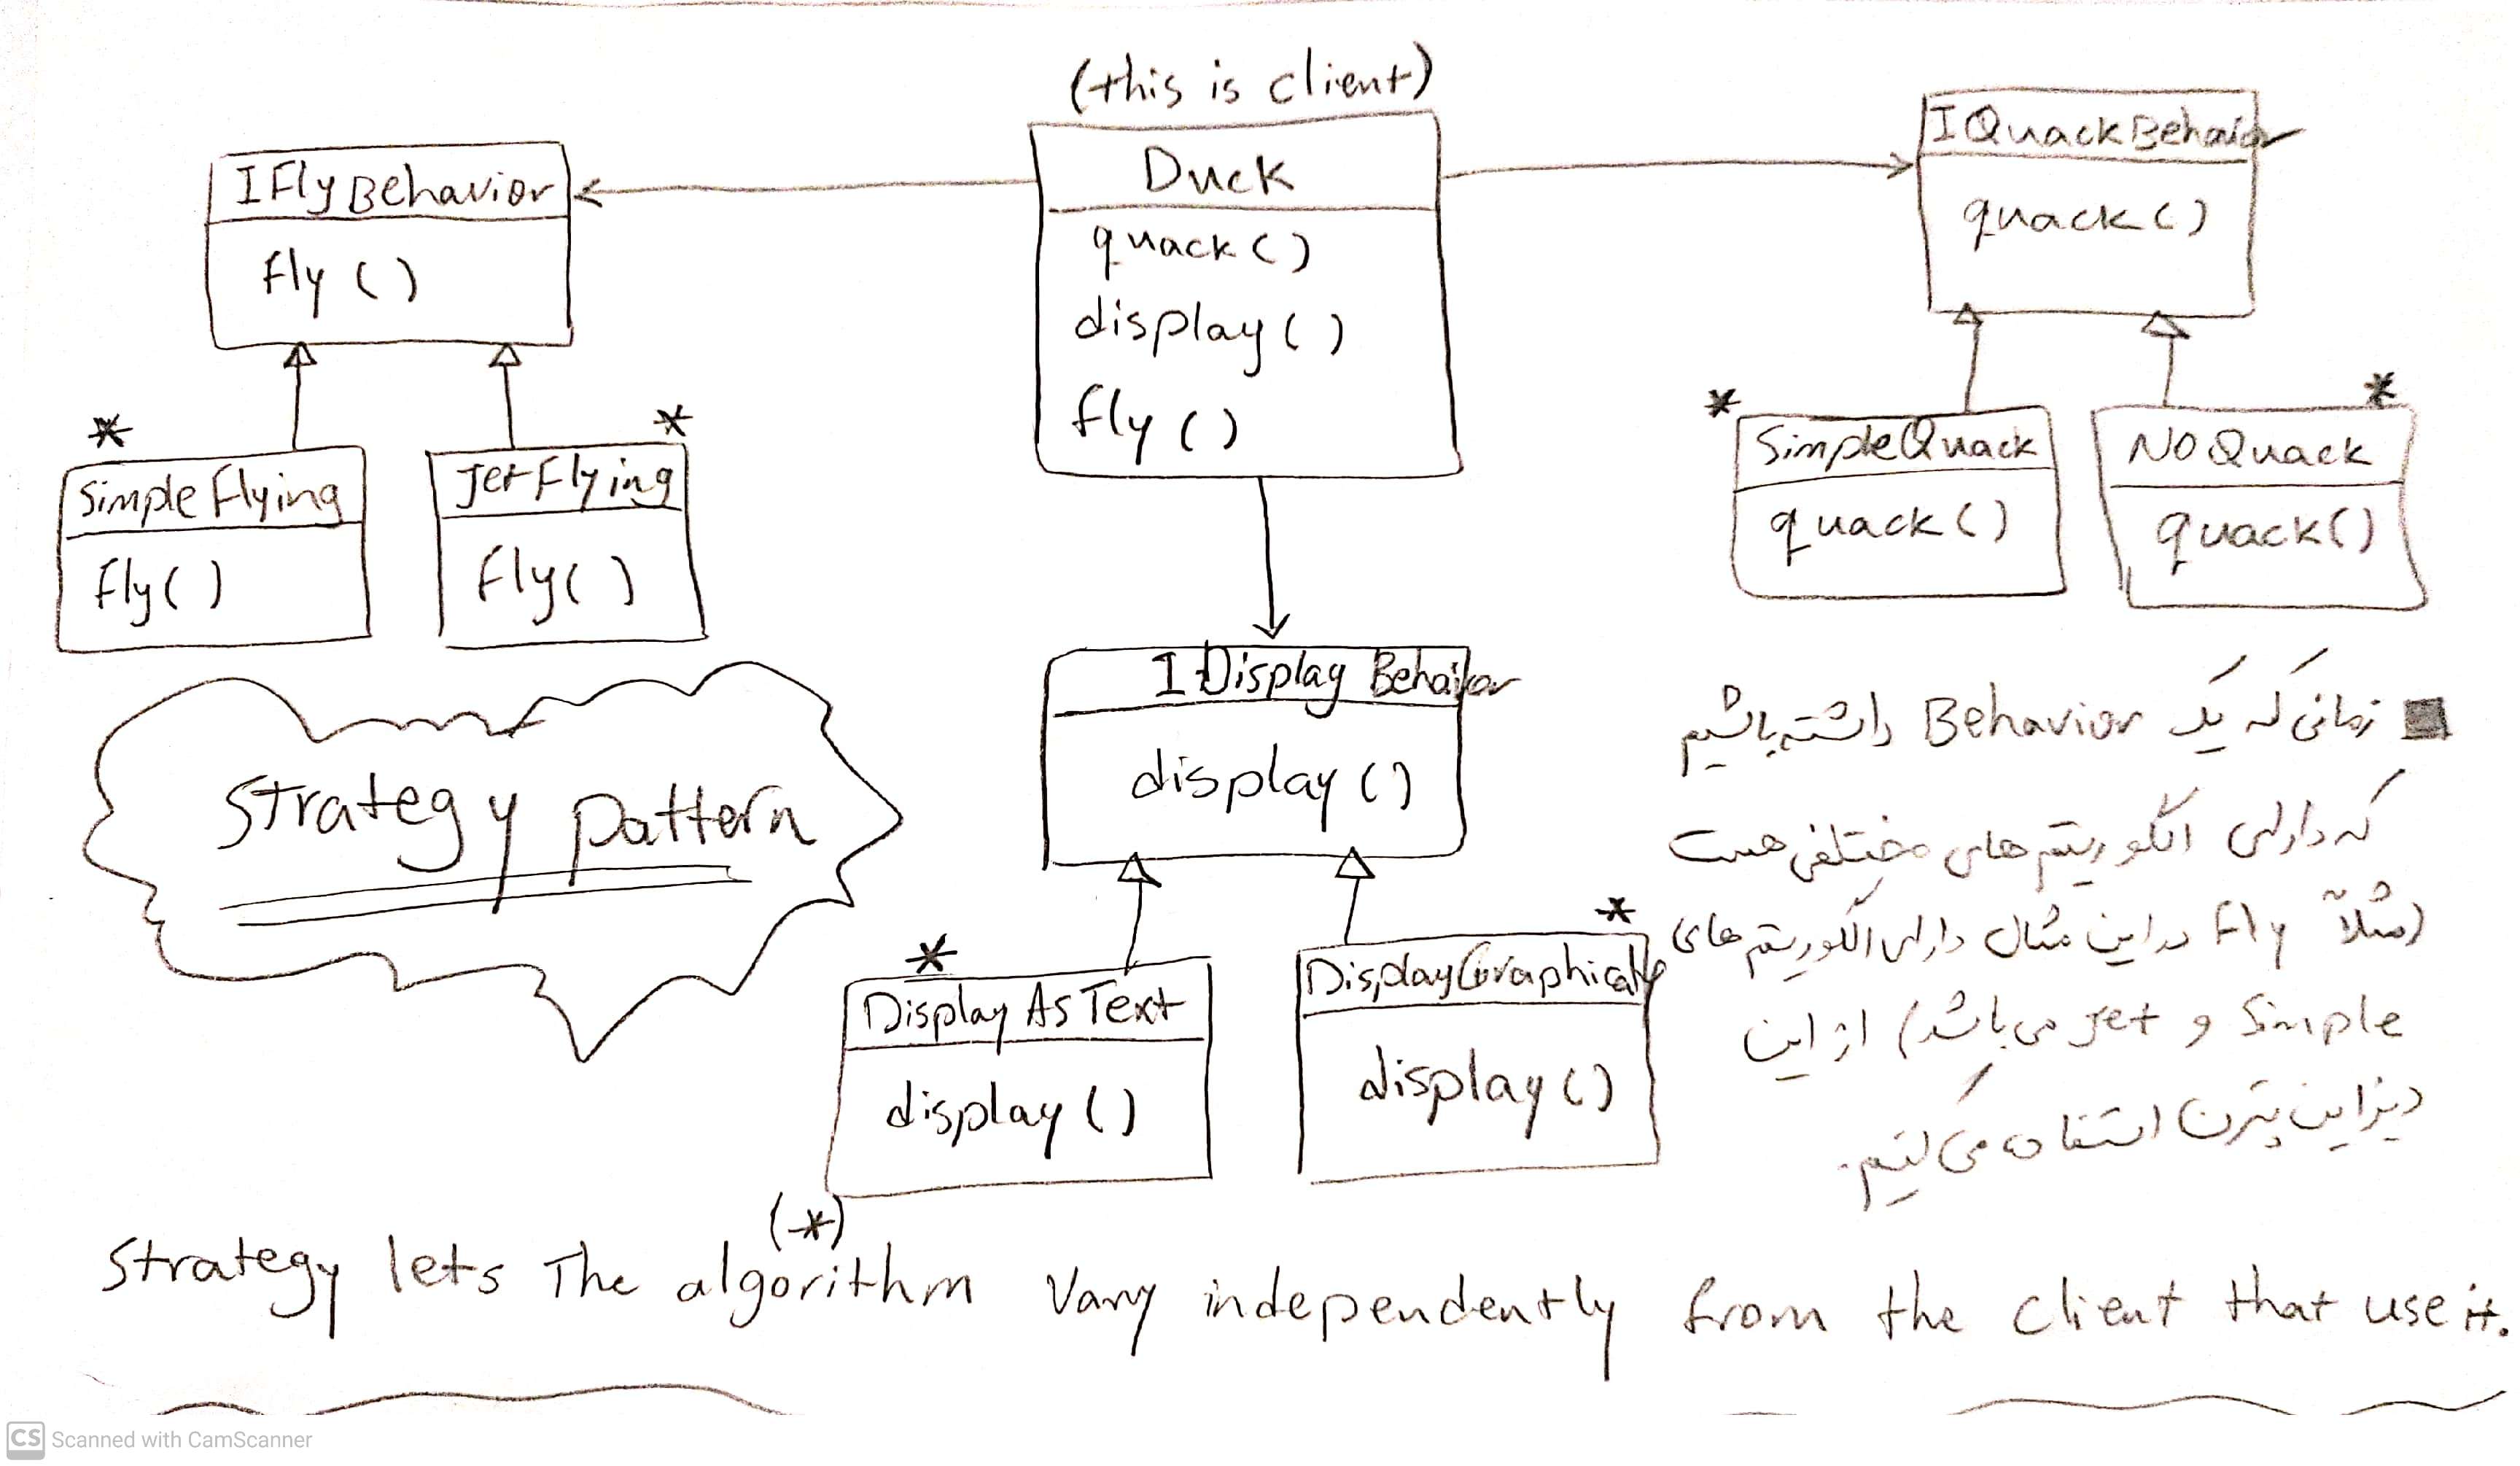 (this is client)
IFlyBehavior
fly ()
SimpleFlying
fly()
JetFlying
fly()
*
*
Duck
quack()
display()
fly()
IQuackBehavior
quack()
*
*
SimpleQuack
quack()
NoQuack
quack()
IDisplay Behavior
display()
*
*
DisplayAsText
display()
DisplayGraphically
display()
Strategy pattern
زمانی که یک Behavior داشته باشیم
که دارای الگوریتم های مختلفی هست
(مثلاً fly در این مثال دارای الگوریتم های
Simple و Jet می باشد) از این
دیزاین پترن استفاده می کنیم.
(*)
Strategy lets The algorithm vary independently from the client that use it.
CS Scanned with CamScanner